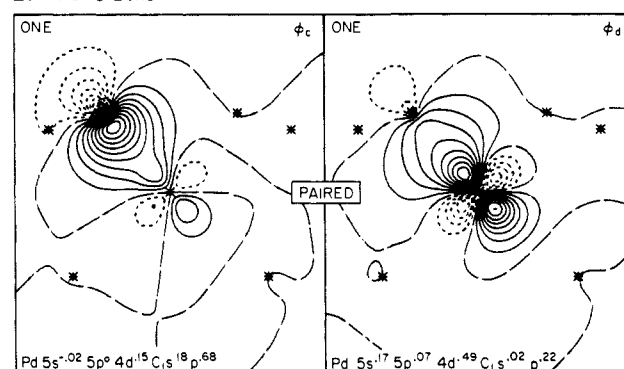 ONE
ϕc
ONE
ϕd
PAIRED
Pd 5s-.02 5p0 4d.15 C1s.18 p.68
Pd 5s.17 5p.07 4d.49 C1s.02 p.22